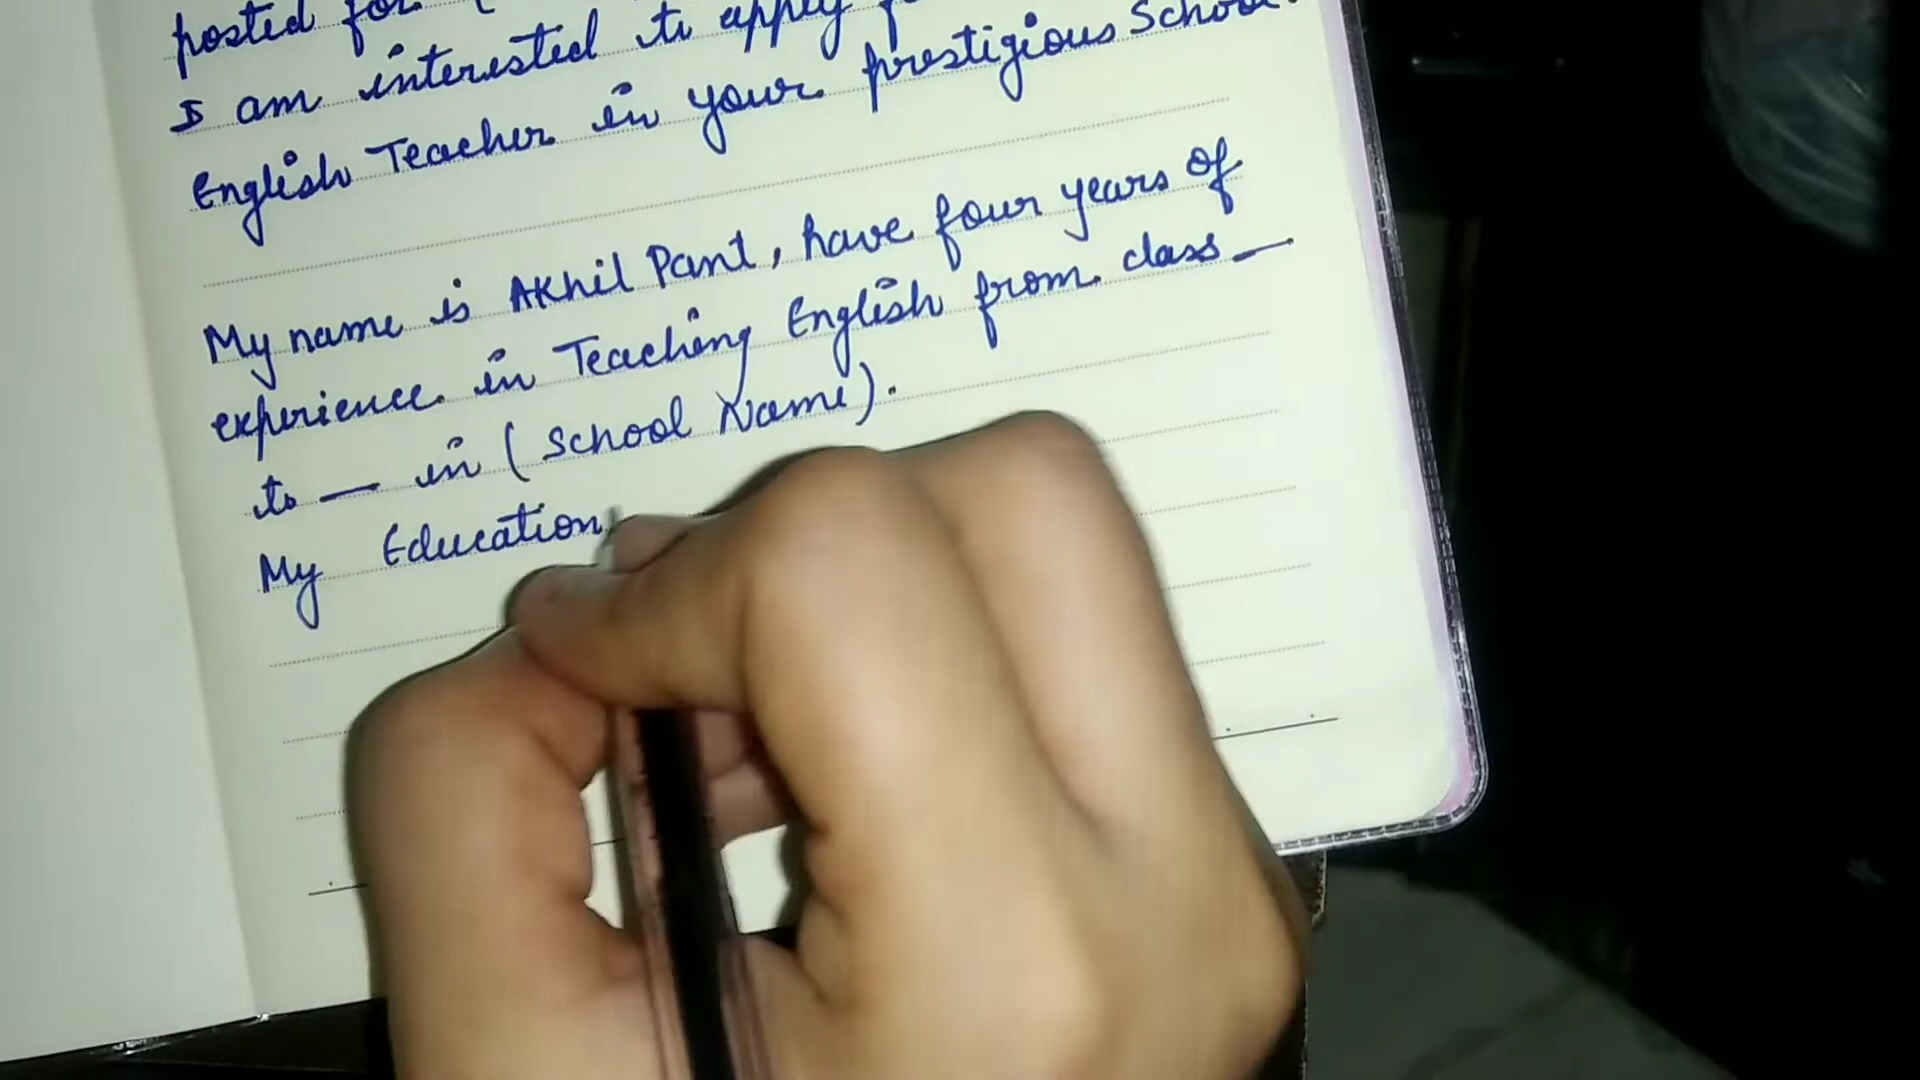 posted for (
I am interested to apply
English Teacher in your prestigious School.
My name is Akhil Pant, have four years of
experience in Teaching English from class —
to — in (School Name).
My Education